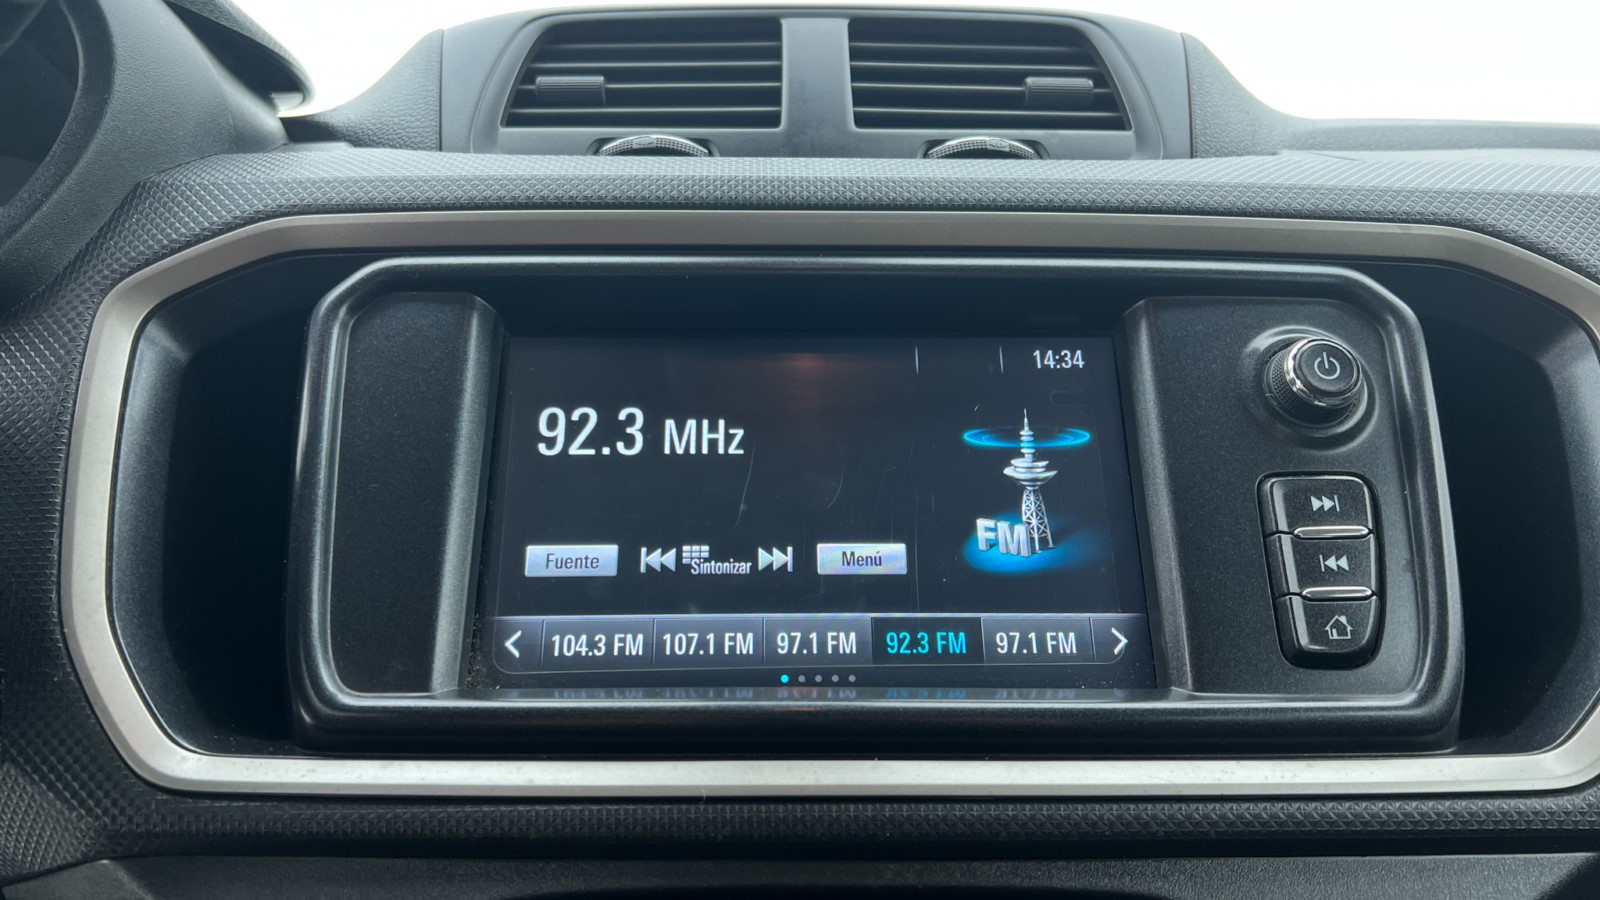 14:34
92.3 MHz
FM
Fuente
Sintonizar
Menú
104.3 FM
107.1 FM
97.1 FM
92.3 FM
97.1 FM